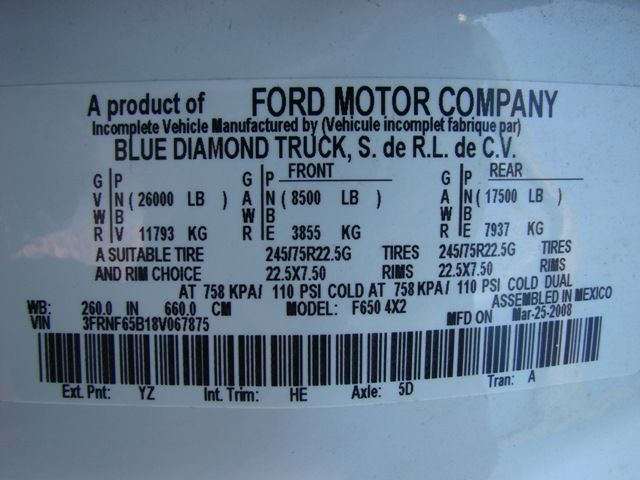 A product of FORD MOTOR COMPANY
Incomplete Vehicle Manufactured by (Vehicule incomplet fabrique par)
BLUE DIAMOND TRUCK, S. de R.L. de C.V.
FRONT REAR
G P G P G P
V N ( 26000 LB ) A N ( 8500 LB ) A N ( 17500 LB )
W B W B W B
R V 11793 KG R E 3855 KG R E 7937 KG
A SUITABLE TIRE 245/75R22.5G TIRES 245/75R22.5G
AND RIM CHOICE 22.5X7.50 RIMS 22.5X7.50
AT 758 KPA/ 110 PSI COLD AT 758 KPA/ 110 PSI COLD DUAL
WB: 260.0 IN 660.0 CM MODEL: F650 4X2 ASSEMBLED IN MEXICO
VIN 3FRNF65B18V067875 MFD ON Mar-25-2008
Ext. Pnt: YZ Int. Trim: HE Axle: 5D Tran: A